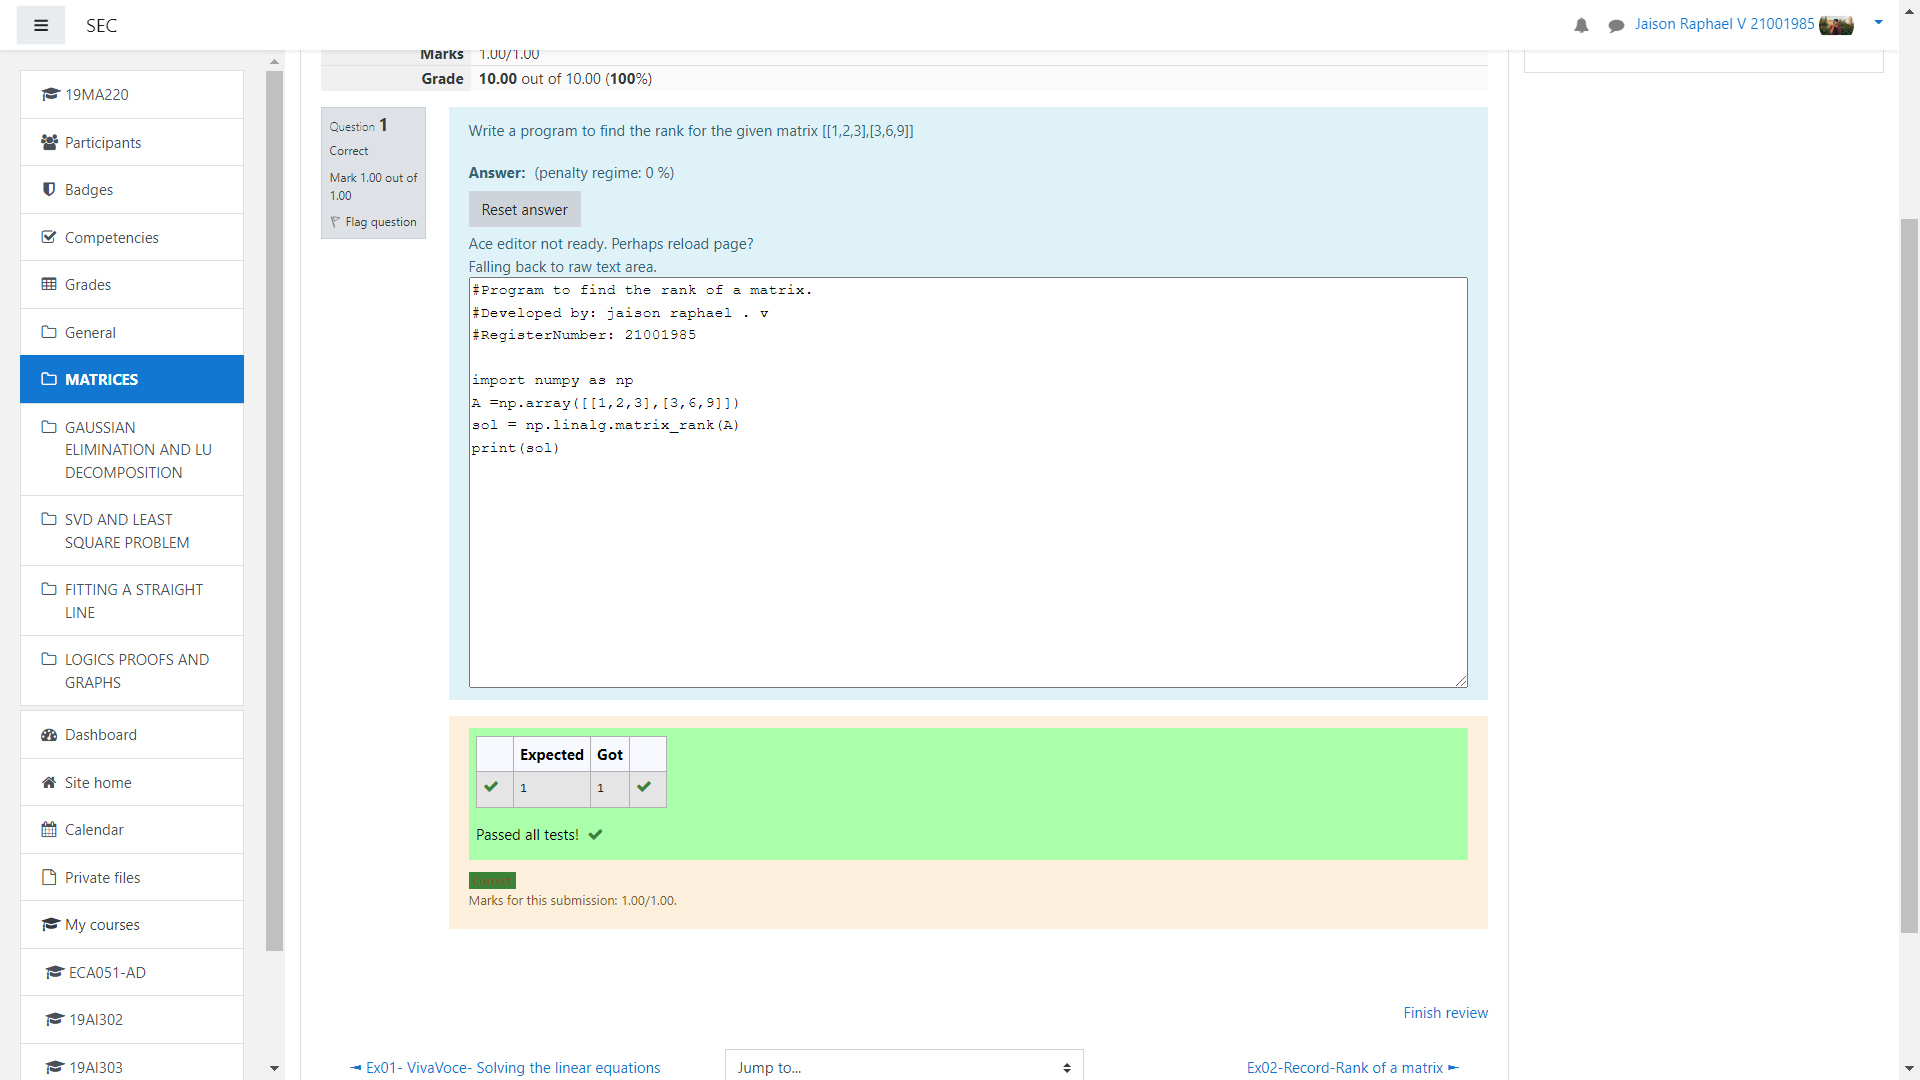 SEC
Jaison Raphael V 21001985
19MA220
Participants
Badges
Competencies
Grades
General
MATRICES
GAUSSIAN
ELIMINATION AND LU
DECOMPOSITION
SVD AND LEAST
SQUARE PROBLEM
FITTING A STRAIGHT
LINE
LOGICS PROOFS AND
GRAPHS
Dashboard
Site home
Calendar
Private files
My courses
ECA051-AD
19AI302
19AI303
Marks 1.00/1.00
Grade 10.00 out of 10.00 (100%)
Question 1
Correct
Mark 1.00 out of
1.00
Flag question
Write a program to find the rank for the given matrix [[1,2,3],[3,6,9]]
Answer: (penalty regime: 0 %)
Reset answer
Ace editor not ready. Perhaps reload page?
Falling back to raw text area.
#Program to find the rank of a matrix.
#Developed by: jaison raphael . v
#RegisterNumber: 21001985
import numpy as np
A =np.array([[1,2,3],[3,6,9]])
sol = np.linalg.matrix_rank(A)
print(sol)
Expected Got
1 1
Passed all tests!
Correct
Marks for this submission: 1.00/1.00.
Finish review
◄ Ex01- VivaVoce- Solving the linear equations
Jump to...
Ex02-Record-Rank of a matrix ►